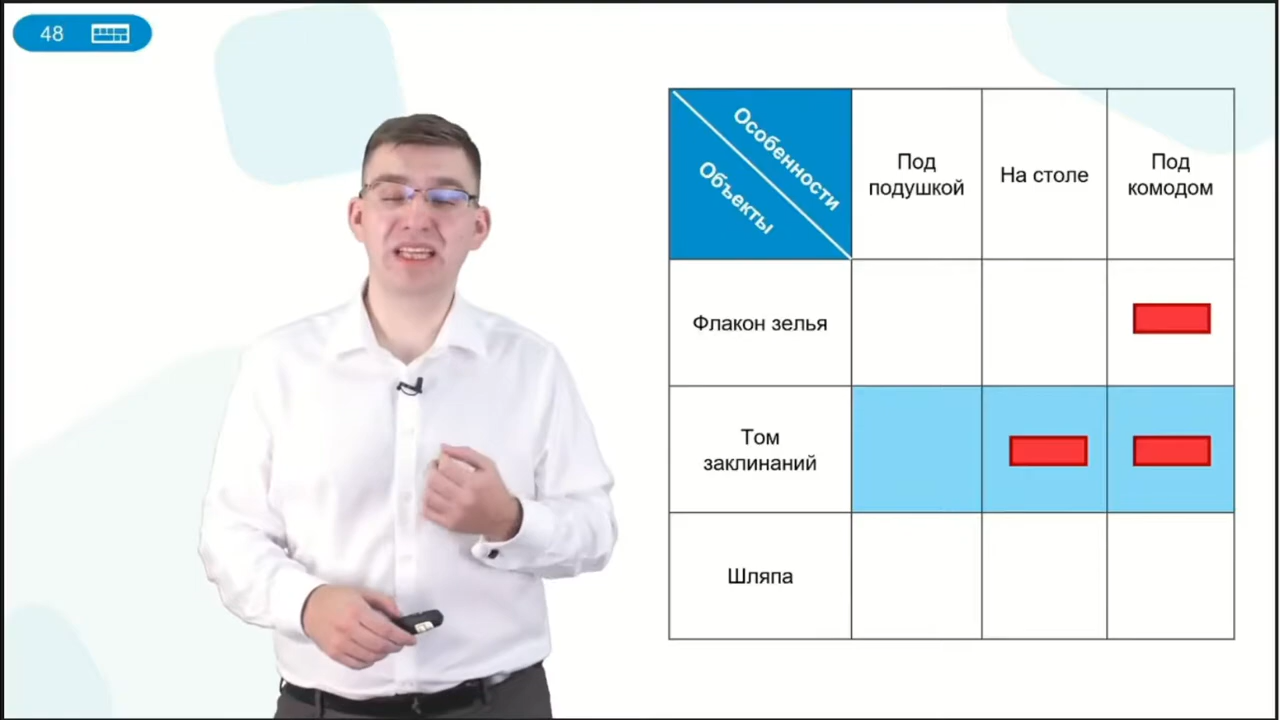 48
Особенности
Объекты
Под
подушкой
На столе
Под
комодом
Флакон зелья
Том
заклинаний
Шляпа